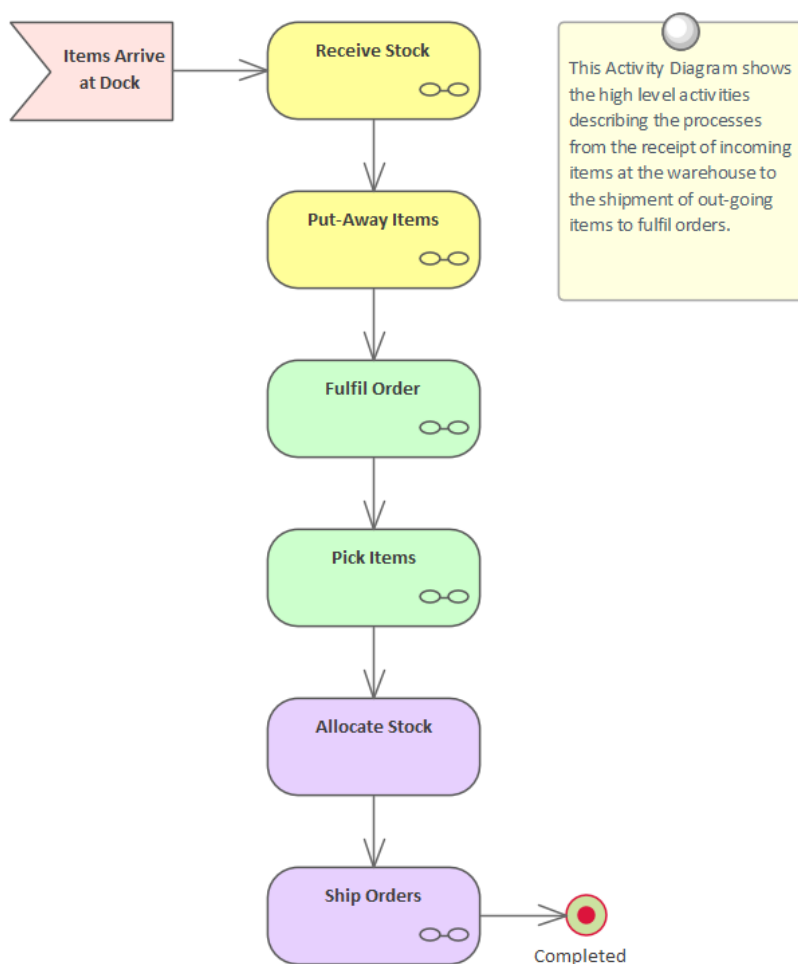 Items Arrive
at Dock
Receive Stock
This Activity Diagram shows
the high level activities
describing the processes
from the receipt of incoming
items at the warehouse to
the shipment of out-going
items to fulfil orders.
Put-Away Items
Fulfil Order
Pick Items
Allocate Stock
Ship Orders
Completed